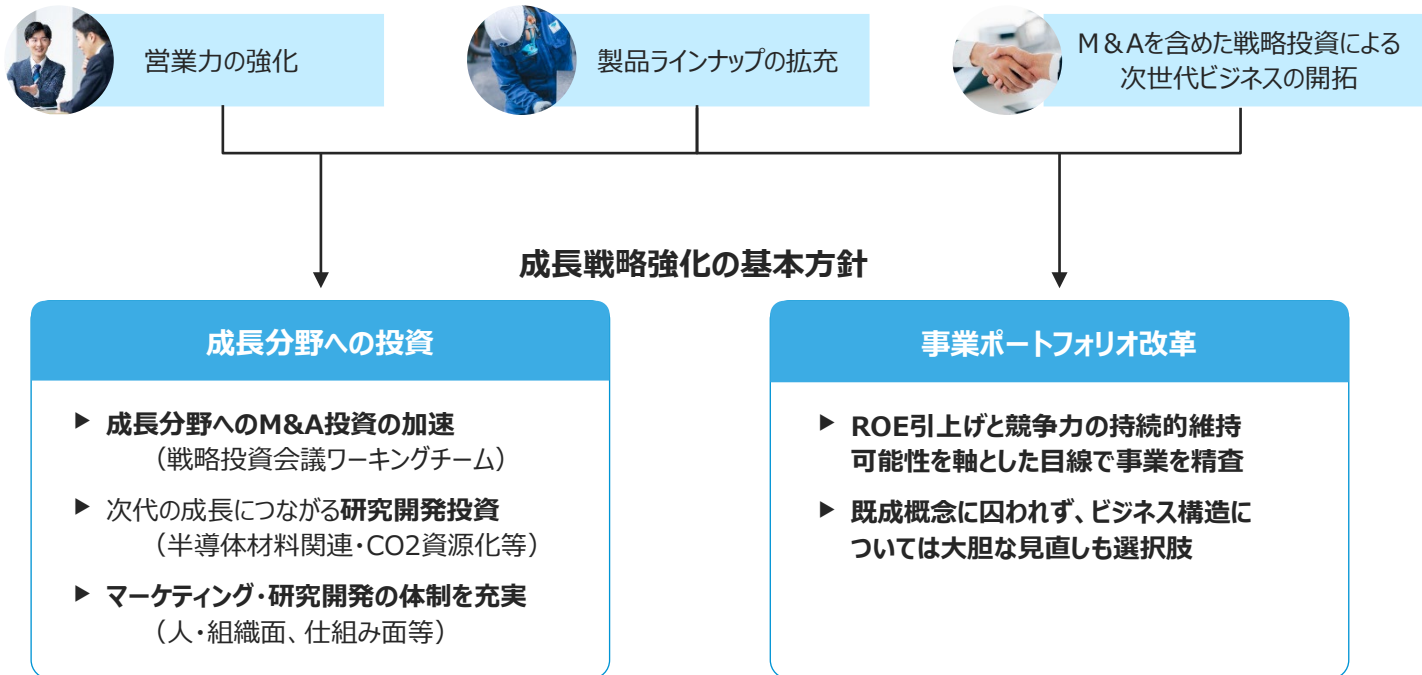 営業力の強化
製品ラインナップの拡充
M&Aを含めた戦略投資による
次世代ビジネスの開拓
成長戦略強化の基本方針
成長分野への投資
▶ 成長分野へのM&A投資の加速
（戦略投資会議ワーキングチーム）
▶ 次代の成長につながる研究開発投資
（半導体材料関連・CO2資源化等）
▶ マーケティング・研究開発の体制を充実
（人・組織面、仕組み面等）
事業ポートフォリオ改革
▶ ROE引上げと競争力の持続的維持
可能性を軸とした目線で事業を精査
▶ 既成概念に囚われず、ビジネス構造に
ついては大胆な見直しも選択肢